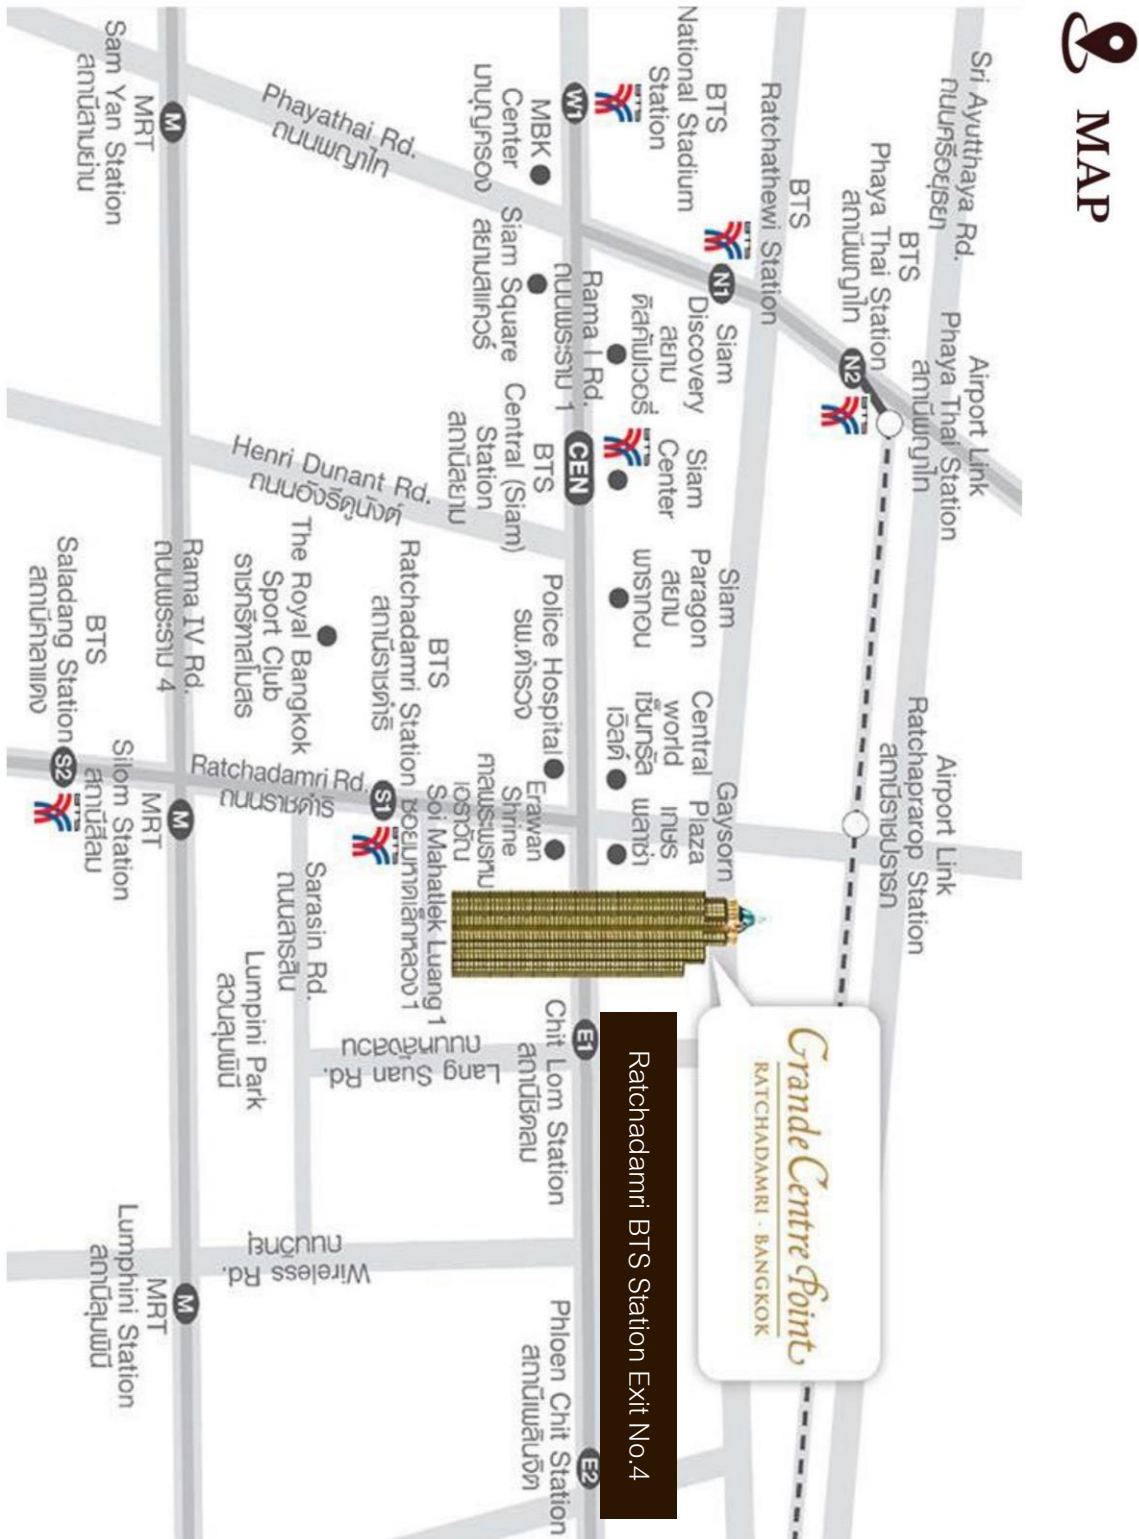 MAP
Sri Ayutthaya Rd.
ถนนศรีอยุธยา
BTS
Phaya Thai Station
สถานีพญาไท
Airport Link
Phaya Thai Station
สถานีพญาไท
Airport Link
Ratchaprarop Station
สถานีราชปรารภ
BTS
Ratchathewi Station
N2
BTS
N1
BTS
BTS
National Stadium
Station
BTS
W1
Siam
Discovery
สยาม
ดิสคัฟเวอรี่
Siam
Center
BTS
Siam
Paragon
สยาม
พารากอน
Central
world
เซ็นทรัล
เวิลด์
Gaysorn
Plaza
เกษร
พลาซ่า
Grande Centre Point
RATCHADAMRI · BANGKOK
Ratchadamri BTS Station Exit No.4
MBK
Center
มาบุญครอง
Siam Square
สยามสแควร์
Rama I Rd.
ถนนพระราม 1
CEN
BTS
Central (Siam)
Station
สถานีสยาม
Police Hospital
รพ.ตำรวจ
Erawan
Shrine
ศาลพระพรหม
เอราวัณ
E1
Chit Lom Station
สถานีชิดลม
E2
Phloen Chit Station
สถานีเพลินจิต
Phayathai Rd.
ถนนพญาไท
Henri Dunant Rd.
ถนนอังรีดูนังต์
BTS
Ratchadamri Station
สถานีราชดำริ
Soi Mahatlek Luang 1
ซอยมหาดเล็กหลวง 1
S1
BTS
The Royal Bangkok
Sport Club
ราชกรีฑาสโมสร
Ratchadamri Rd.
ถนนราชดำริ
Sarasin Rd.
ถนนสารสิน
Lumpini Park
สวนลุมพินี
ถนนหลังสวน
Lang Suan Rd.
ถนนวิทยุ
Wireless Rd.
M
MRT
Sam Yan Station
สถานีสามย่าน
Rama IV Rd.
ถนนพระราม 4
BTS
Saladang Station
สถานีศาลาแดง
S2
BTS
M
MRT
Silom Station
สถานีสีลม
M
MRT
Lumphini Station
สถานีลุมพินี